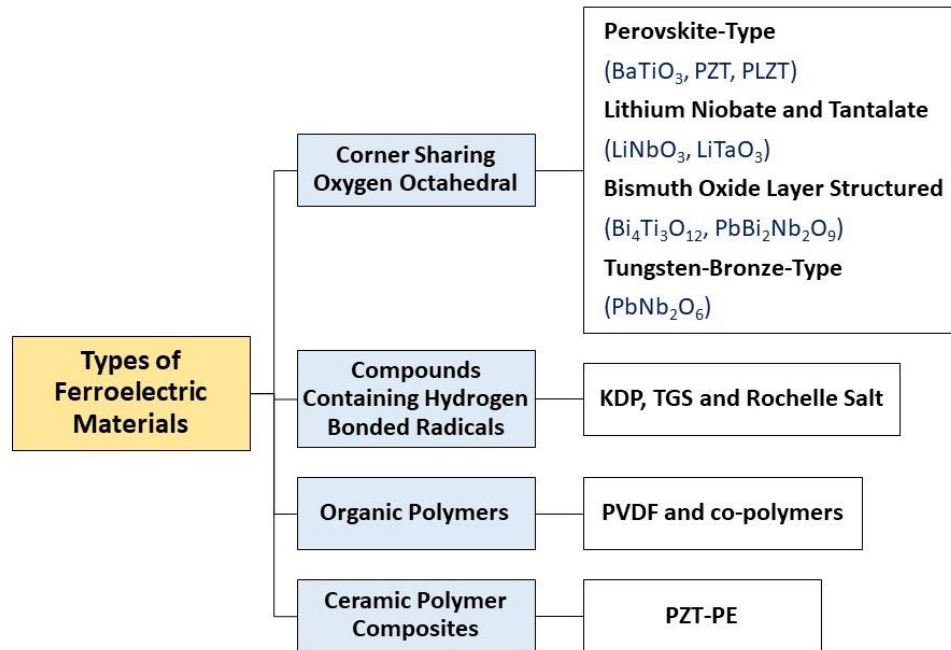 Types of
Ferroelectric
Materials
Corner Sharing
Oxygen Octahedral
Perovskite-Type
(BaTiO₃, PZT, PLZT)
Lithium Niobate and Tantalate
(LiNbO₃, LiTaO₃)
Bismuth Oxide Layer Structured
(Bi₄Ti₃O₁₂, PbBi₂Nb₂O₉)
Tungsten-Bronze-Type
(PbNb₂O₆)
Compounds
Containing Hydrogen
Bonded Radicals
KDP, TGS and Rochelle Salt
Organic Polymers
PVDF and co-polymers
Ceramic Polymer
Composites
PZT-PE